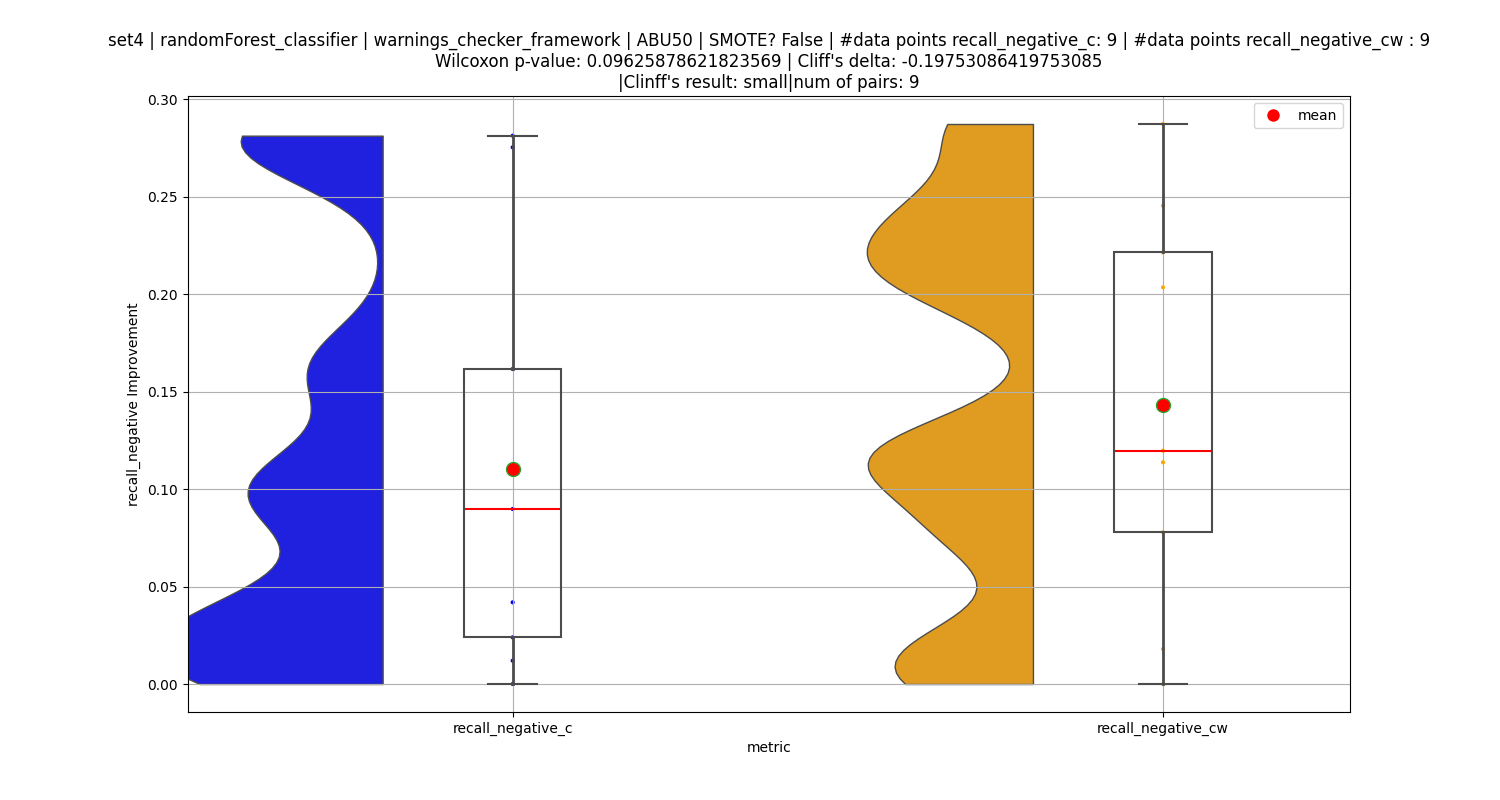 set4 | randomForest_classifier | warnings_checker_framework | ABU50 | SMOTE? False | #data points recall_negative_c: 9 | #data points recall_negative_cw : 9
Wilcoxon p-value: 0.09625878621823569 | Cliff's delta: -0.19753086419753085
|Clinff's result: small|num of pairs: 9
mean
0.30
0.25
0.20
0.15
0.10
0.05
0.00
recall_negative Improvement
recall_negative_c
recall_negative_cw
metric